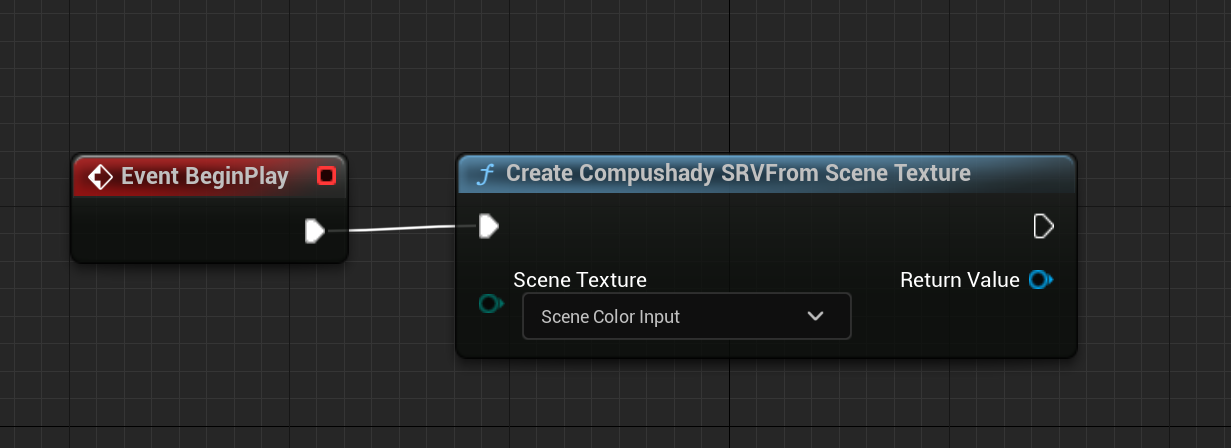 Event BeginPlay
f Create Compushady SRVFrom Scene Texture
Scene Texture
Return Value
Scene Color Input